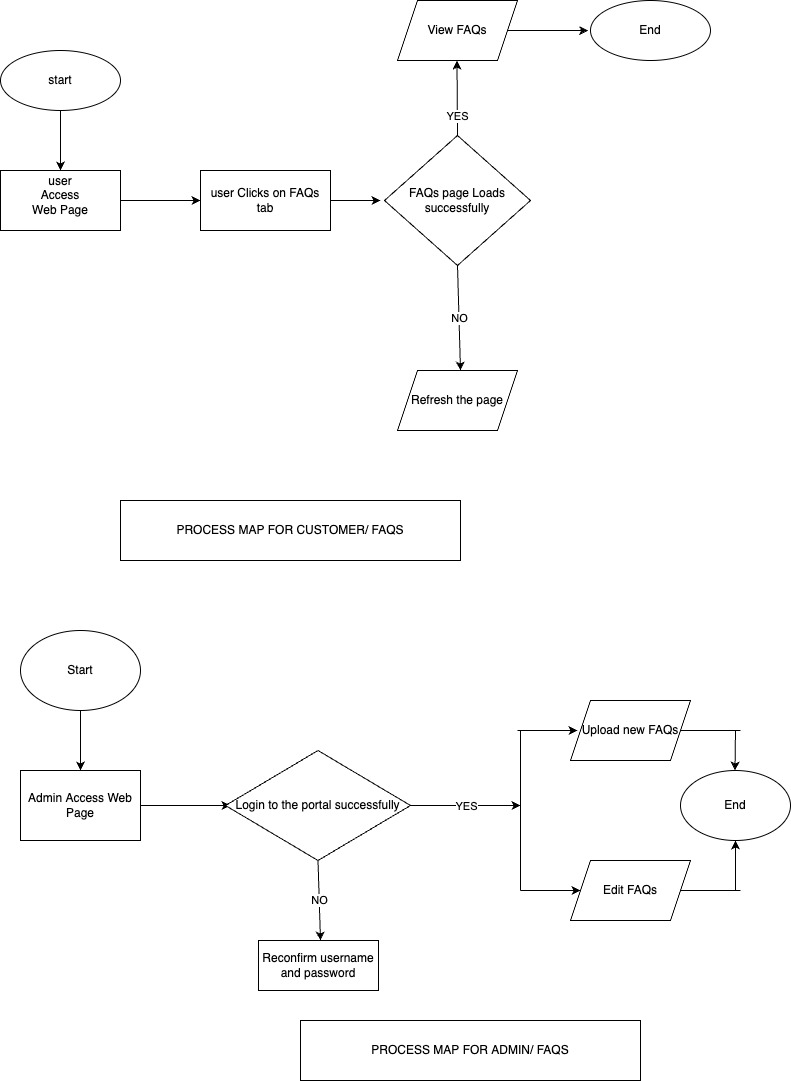 View FAQs
End
start
YES
user
Access
Web Page
user Clicks on FAQs
tab
FAQs page Loads
successfully
NO
Refresh the page
PROCESS MAP FOR CUSTOMER/ FAQS
Start
Upload new FAQs
Admin Access Web
Page
Login to the portal successfully
YES
End
Edit FAQs
NO
Reconfirm username
and password
PROCESS MAP FOR ADMIN/ FAQS